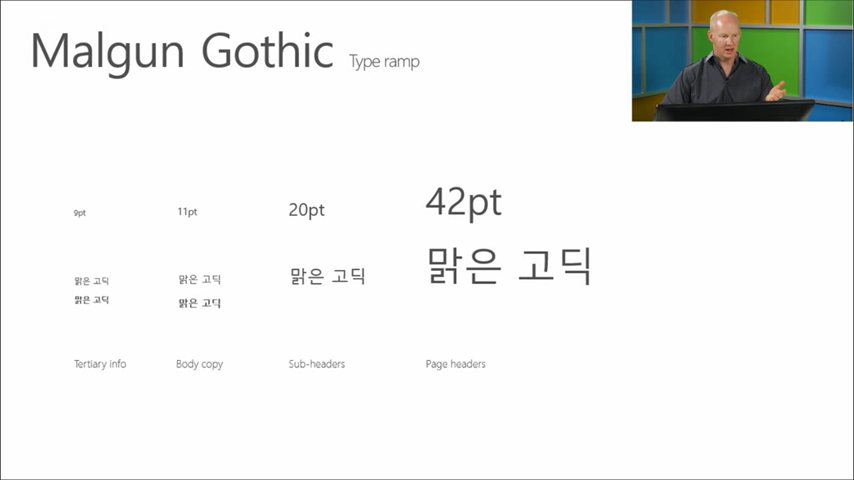 Malgun Gothic Type ramp
9pt 11pt 20pt 42pt
맑은 고딕 맑은 고딕 맑은 고딕 맑은 고딕
맑은 고딕 맑은 고딕
Tertiary info Body copy Sub-headers Page headers